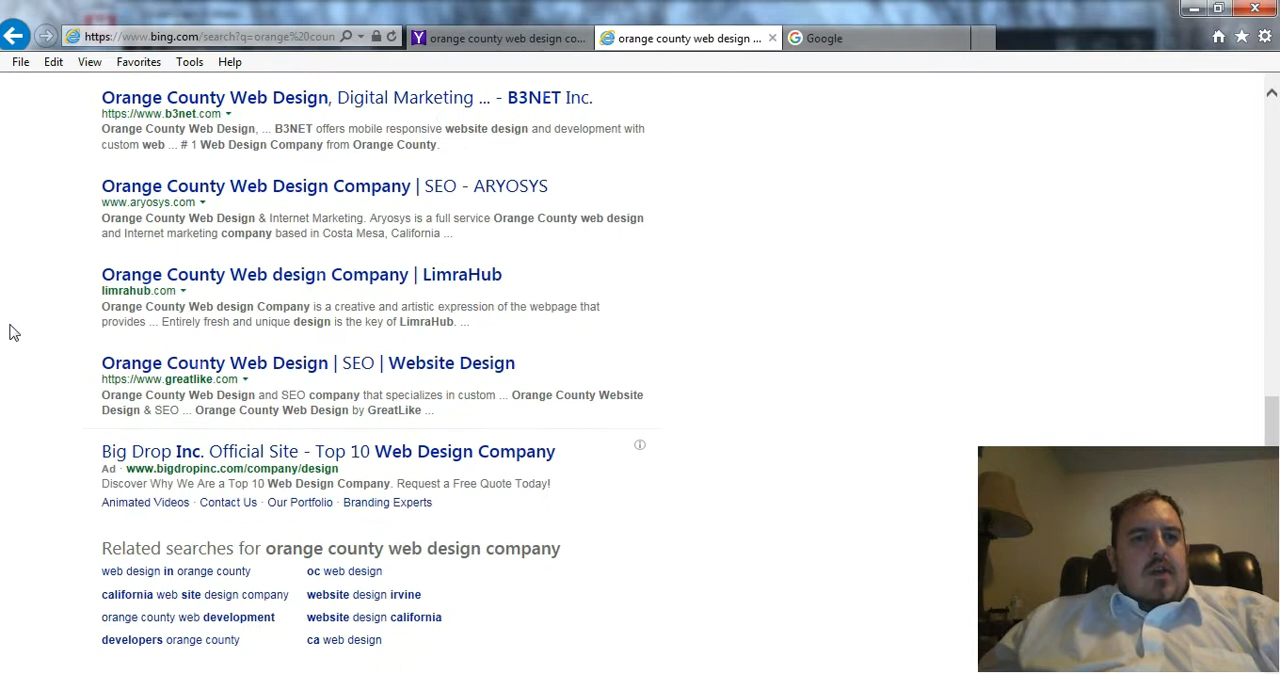 https://www.bing.com/search?q=orange%20coun
orange county web design co...
orange county web design ...
Google
File Edit View Favorites Tools Help
Orange County Web Design, Digital Marketing ... - B3NET Inc.
https://www.b3net.com
Orange County Web Design, ... B3NET offers mobile responsive website design and development with
custom web ... # 1 Web Design Company from Orange County.
Orange County Web Design Company | SEO - ARYOSYS
www.aryosys.com
Orange County Web Design & Internet Marketing. Aryosys is a full service Orange County web design
and Internet marketing company based in Costa Mesa, California ...
Orange County Web design Company | LimraHub
limrahub.com
Orange County Web design Company is a creative and artistic expression of the webpage that
provides ... Entirely fresh and unique design is the key of LimraHub. ...
Orange County Web Design | SEO | Website Design
https://www.greatlike.com
Orange County Web Design and SEO company that specializes in custom ... Orange County Website
Design & SEO ... Orange County Web Design by GreatLike ...
Big Drop Inc. Official Site - Top 10 Web Design Company
Ad · www.bigdropinc.com/company/design
Discover Why We Are a Top 10 Web Design Company. Request a Free Quote Today!
Animated Videos · Contact Us · Our Portfolio · Branding Experts
Related searches for orange county web design company
web design in orange county
california web site design company
orange county web development
developers orange county
oc web design
website design irvine
website design california
ca web design